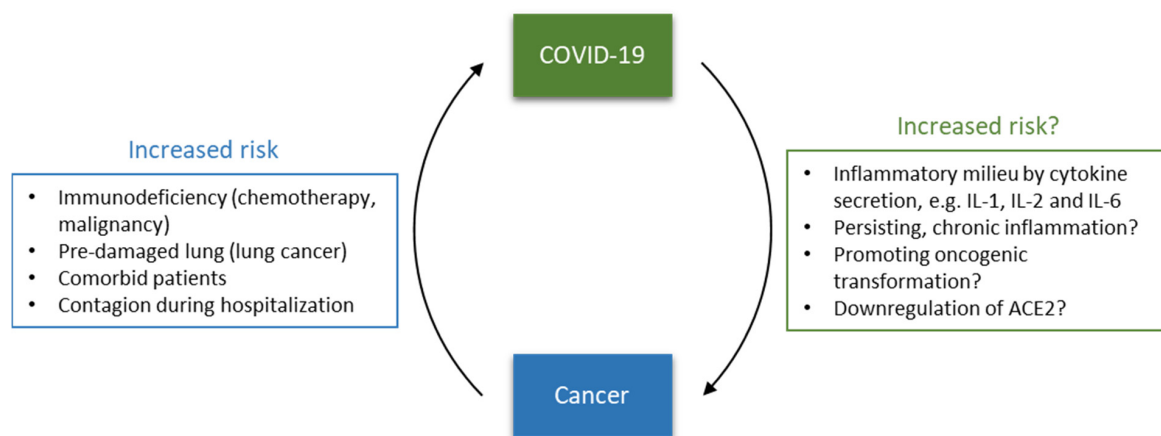 COVID-19
Increased risk
• Immunodeficiency (chemotherapy,
malignancy)
• Pre-damaged lung (lung cancer)
• Comorbid patients
• Contagion during hospitalization
Increased risk?
• Inflammatory milieu by cytokine
secretion, e.g. IL-1, IL-2 and IL-6
• Persisting, chronic inflammation?
• Promoting oncogenic
transformation?
• Downregulation of ACE2?
Cancer